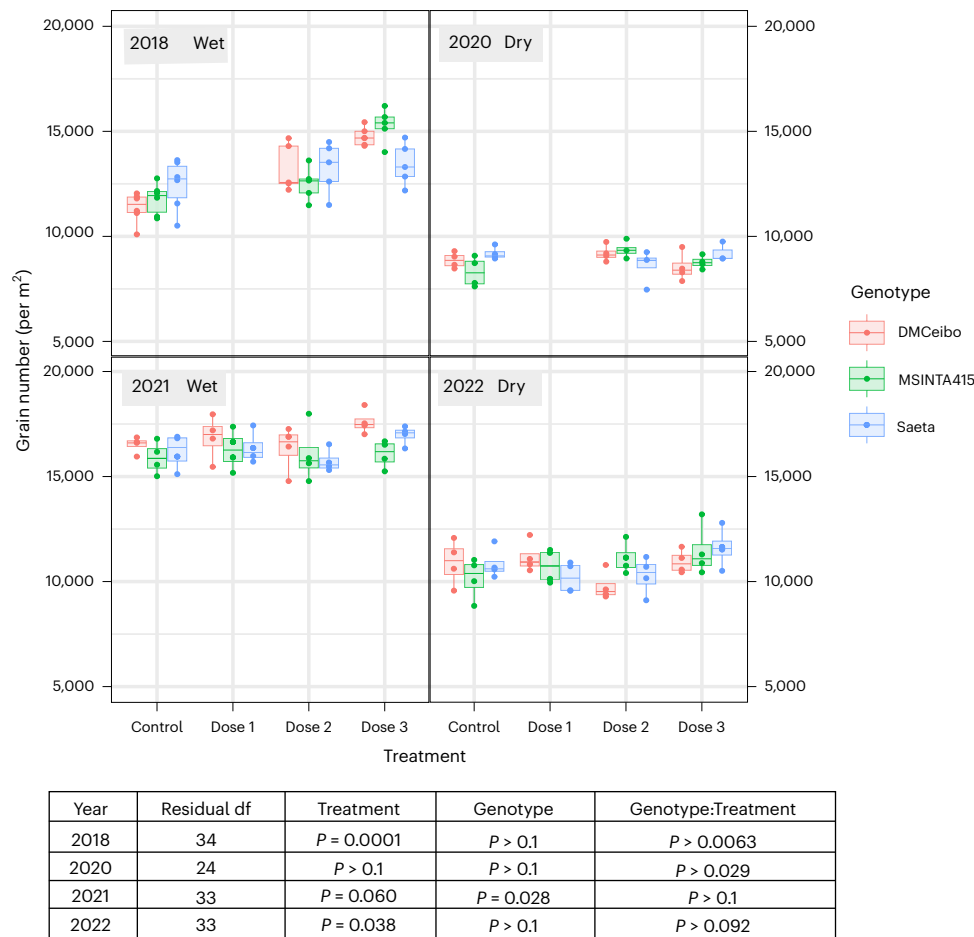 20,000
15,000
10,000
5,000
2018 Wet
2020 Dry
20,000
15,000
10,000
5,000
Grain number (per m²)
20,000
15,000
10,000
5,000
2021 Wet
2022 Dry
20,000
15,000
10,000
5,000
Genotype
DMCeibo
MSINTA415
Saeta
Control Dose 1 Dose 2 Dose 3 Control Dose 1 Dose 2 Dose 3
Treatment
Year Residual df Treatment Genotype Genotype:Treatment
2018 34 P = 0.0001 P > 0.1 P > 0.0063
2020 24 P > 0.1 P > 0.1 P > 0.029
2021 33 P = 0.060 P = 0.028 P > 0.1
2022 33 P = 0.038 P > 0.1 P > 0.092